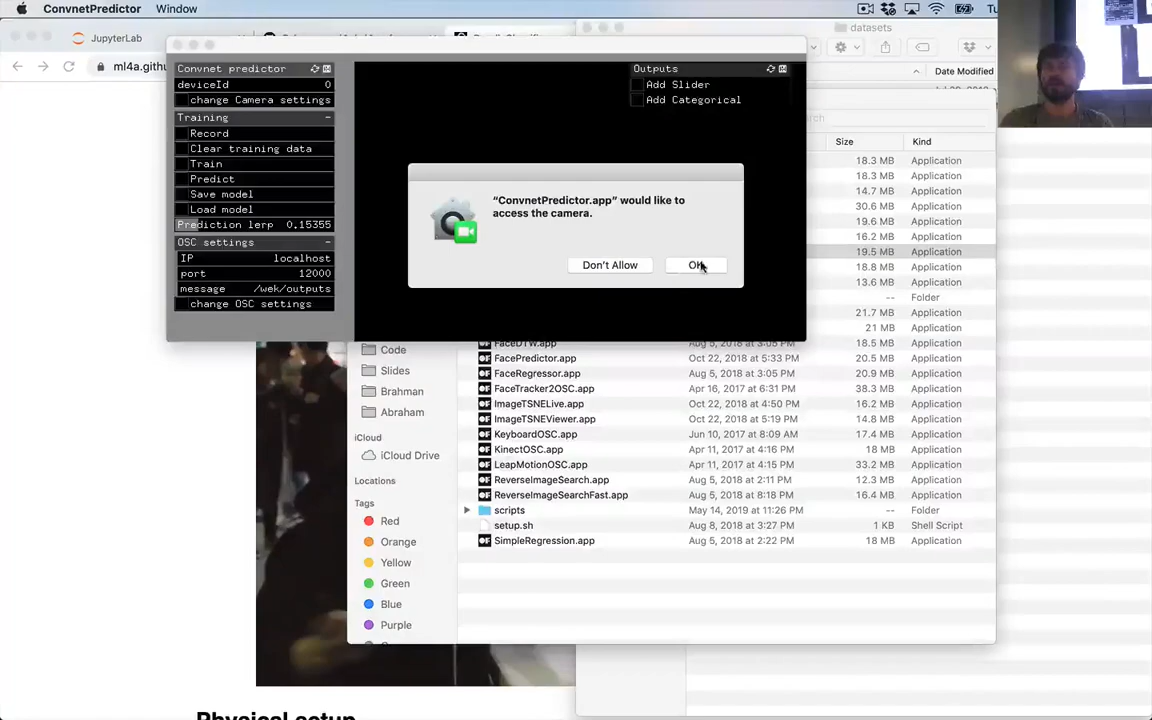 ConvnetPredictor Window
Tu
JupyterLab
datasets
ml4a.githu
Date Modified
Convnet predictor
deviceId 0
change Camera settings
Training
Record
Clear training data
Train
Predict
Save model
Load model
Prediction lerp 0.15355
OSC settings
IP localhost
port 12000
message /wek/outputs
change OSC settings
Outputs
Add Slider
Add Categorical
“ConvnetPredictor.app” would like to
access the camera.
Don’t Allow OK
Size Kind
18.3 MB Application
18.3 MB Application
14.7 MB Application
30.6 MB Application
19.6 MB Application
16.2 MB Application
19.5 MB Application
18.8 MB Application
13.6 MB Application
-- Folder
21.7 MB Application
21 MB Application
FaceDTW.app Aug 5, 2018 at 3:05 PM 18.5 MB Application
FacePredictor.app Oct 22, 2018 at 5:33 PM 20.5 MB Application
FaceRegressor.app Aug 5, 2018 at 3:05 PM 20.9 MB Application
FaceTracker2OSC.app Apr 16, 2017 at 6:31 PM 38.3 MB Application
ImageTSNELive.app Oct 22, 2018 at 4:50 PM 16.2 MB Application
ImageTSNEViewer.app Oct 22, 2018 at 5:19 PM 14.8 MB Application
KeyboardOSC.app Jun 10, 2017 at 8:09 AM 17.4 MB Application
KinectOSC.app Apr 11, 2017 at 4:16 PM 18 MB Application
LeapMotionOSC.app Apr 11, 2017 at 4:15 PM 33.2 MB Application
ReverseImageSearch.app Aug 5, 2018 at 2:11 PM 12.3 MB Application
ReverseImageSearchFast.app Aug 5, 2018 at 8:18 PM 16.4 MB Application
scripts May 14, 2019 at 11:26 PM -- Folder
setup.sh Aug 8, 2018 at 3:27 PM 1 KB Shell Script
SimpleRegression.app Aug 5, 2018 at 2:22 PM 18 MB Application
Code
Slides
Brahman
Abraham
iCloud
iCloud Drive
Locations
Tags
Red
Orange
Yellow
Green
Blue
Purple
Physical setup